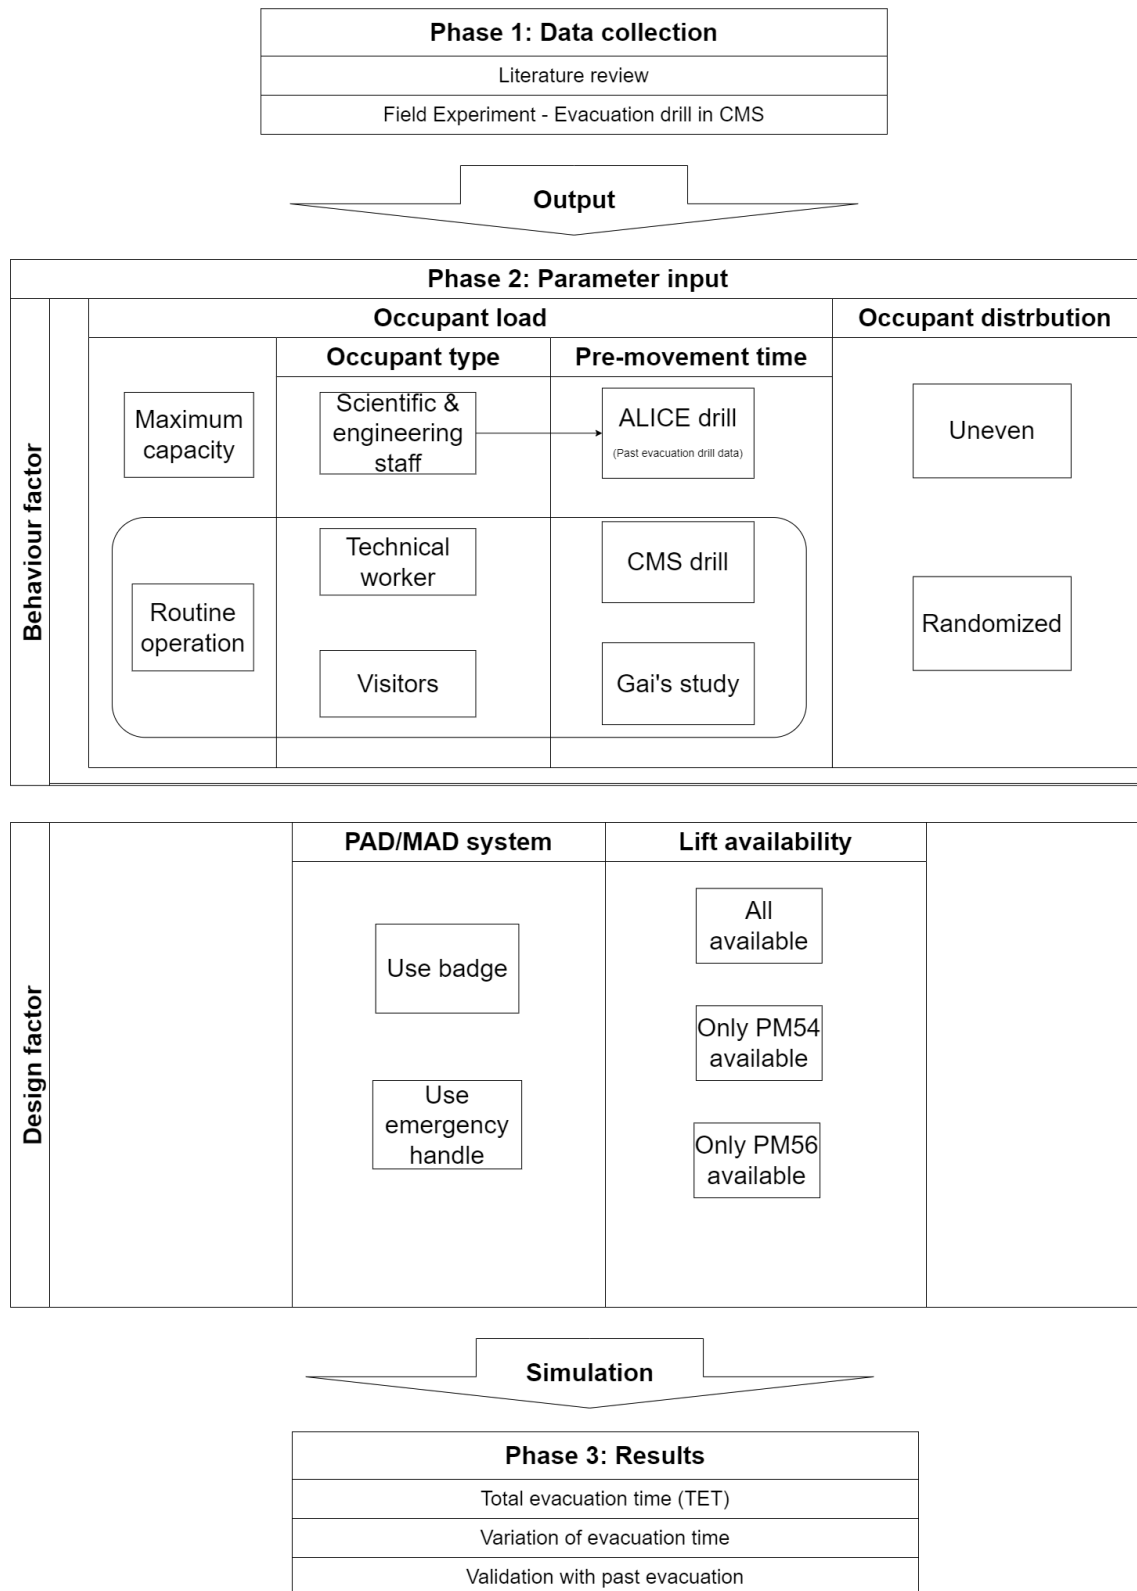 Phase 1: Data collection
Literature review
Field Experiment - Evacuation drill in CMS
Output
Phase 2: Parameter input
Behaviour factor
Occupant load
Occupant distrbution
Occupant type
Pre-movement time
Maximum
capacity
Scientific &
engineering
staff
ALICE drill
(Past evacuation drill data)
Uneven
Routine
operation
Technical
worker
CMS drill
Randomized
Visitors
Gai's study
Design factor
PAD/MAD system
Lift availability
Use badge
All
available
Use
emergency
handle
Only PM54
available
Only PM56
available
Simulation
Phase 3: Results
Total evacuation time (TET)
Variation of evacuation time
Validation with past evacuation